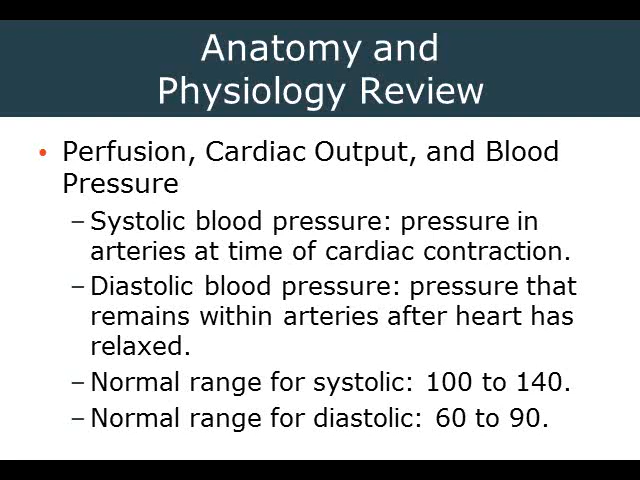 Anatomy and
Physiology Review
• Perfusion, Cardiac Output, and Blood
Pressure
– Systolic blood pressure: pressure in
arteries at time of cardiac contraction.
– Diastolic blood pressure: pressure that
remains within arteries after heart has
relaxed.
– Normal range for systolic: 100 to 140.
– Normal range for diastolic: 60 to 90.